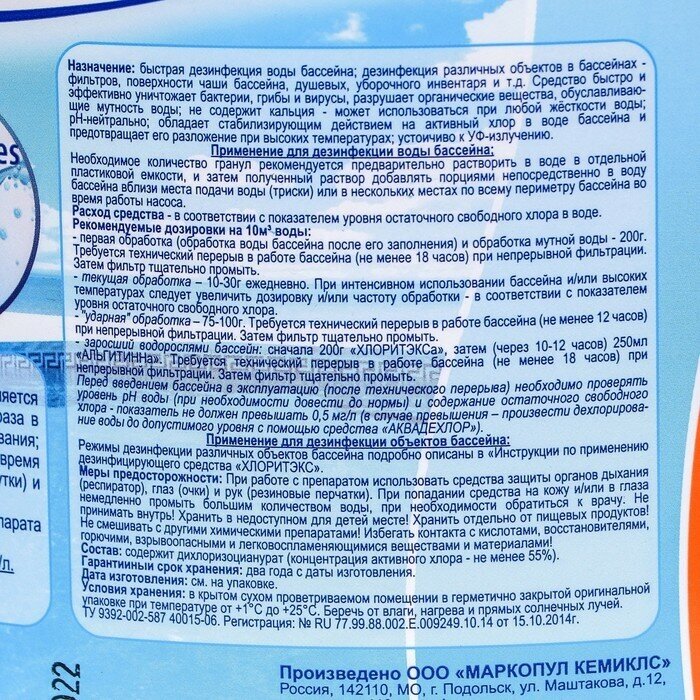 Назначение: быстрая дезинфекция воды бассейна; дезинфекция различных объектов в бассейнах -
фильтров, поверхности чаши бассейна, душевых, уборочного инвентаря и т.д. Средство быстро и
эффективно уничтожает бактерии, грибы и вирусы, разрушает органические вещества, обуславливаю-
щие мутность воды; не содержит кальция - может использоваться при любой жёсткости воды;
рН-нейтрально; обладает стабилизирующим действием на активный хлор в воде бассейна и
предотвращает его разложение при высоких температурах; устойчиво к УФ-излучению.
Применение для дезинфекции воды бассейна:
Необходимое количество гранул рекомендуется предварительно растворить в воде в отдельной
пластиковой емкости, и затем полученный раствор добавлять порциями непосредственно в воду
бассейна вблизи места подачи воды (триски) или в нескольких местах по всему периметру бассейна во
время работы насоса.
Расход средства - в соответствии с показателем уровня остаточного свободного хлора в воде.
Рекомендуемые дозировки на 10м³ воды:
- первая обработка (обработка воды бассейна после его заполнения) и обработка мутной воды - 200г.
Требуется технический перерыв в работе бассейна (не менее 18 часов) при непрерывной фильтрации.
Затем фильтр тщательно промыть.
- текущая обработка – 10-30г ежедневно. При интенсивном использовании бассейна и/или высоких
температурах следует увеличить дозировку и/или частоту обработки - в соответствии с показателем
уровня остаточного свободного хлора.
- "ударная" обработка – 75-100г. Требуется технический перерыв в работе бассейна (не менее 12 часов)
при непрерывной фильтрации. Затем фильтр тщательно промыть.
- заросший водорослями бассейн: сначала 200г «ХЛОРИТЭКСа», затем (через 10-12 часов) 250мл
«АЛЬГИТИННа». Требуется технический перерыв в работе бассейна (не менее 18 часов) при
непрерывной фильтрации. Затем фильтр тщательно промыть.
Перед введением бассейна в эксплуатацию (после технического перерыва) необходимо проверять
уровень рН воды (при необходимости довести до нормы) и содержание остаточного свободного
хлора - показатель не должен превышать 0,5 мг/л (в случае превышения – произвести дехлорирова-
ние воды до допустимого уровня с помощью средства «АКВАДЕХЛОР»).
Применение для дезинфекции объектов бассейна:
Режимы дезинфекции различных объектов бассейна подробно описаны в «Инструкции по применению
дезинфицирующего средства «ХЛОРИТЭКС».
Меры предосторожности: При работе с препаратом использовать средства защиты органов дыхания
(респиратор), глаз (очки) и рук (резиновые перчатки). При попадании средства на кожу и/или в глаза
немедленно промыть большим количеством воды, при необходимости обратиться к врачу. Не
принимать внутрь! Хранить в недоступном для детей месте! Хранить отдельно от пищевых продуктов!
Не смешивать с другими химическими препаратами! Избегать контакта с кислотами, восстановителями,
горючими, взрывоопасными и легковоспламеняющимися веществами и материалами!
Состав: содержит дихлоризоцианурат (концентрация активного хлора - не менее 55%).
Гарантийный срок хранения: два года с даты изготовления.
Дата изготовления: см. на упаковке.
Условия хранения: в крытом сухом проветриваемом помещении в герметично закрытой оригинальной
упаковке при температуре от +1°С до +25°С. Беречь от влаги, нагрева и прямых солнечных лучей.
ТУ 9392-002-587 40015-06. Регистрация: № RU 77.99.88.002.Е.009249.10.14 от 15.10.2014г.
Произведено ООО «МАРКОПУЛ КЕМИКЛС»
Россия, 142110, МО, г. Подольск, ул. Маштакова, д.12,
es
ляется
раза в
вания;
время
утки) и
парата
/л.
022